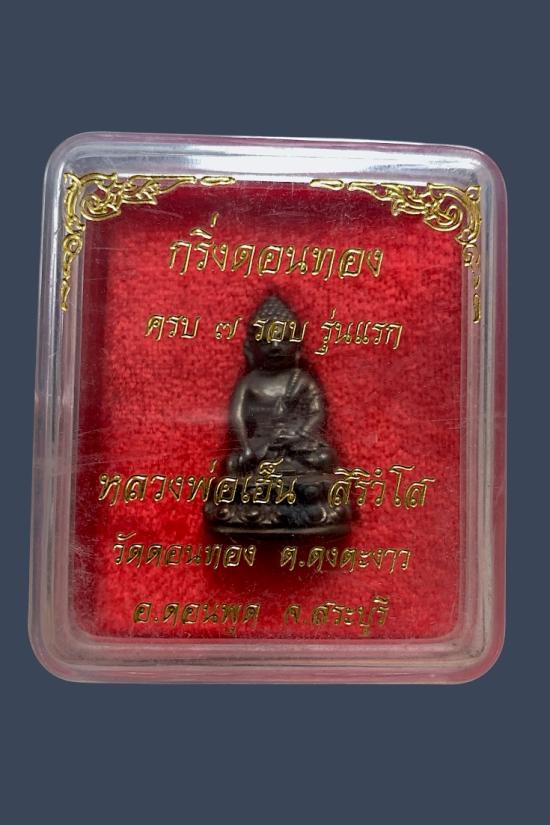 กริ่งดอนทอง
ครบ ๗ รอบ รุ่นแรก
หลวงพ่อเอ็น สิริวํโส
วัดดอนทอง ต.ดงตะงาว
อ.ดอนพุด จ.สระบุรี